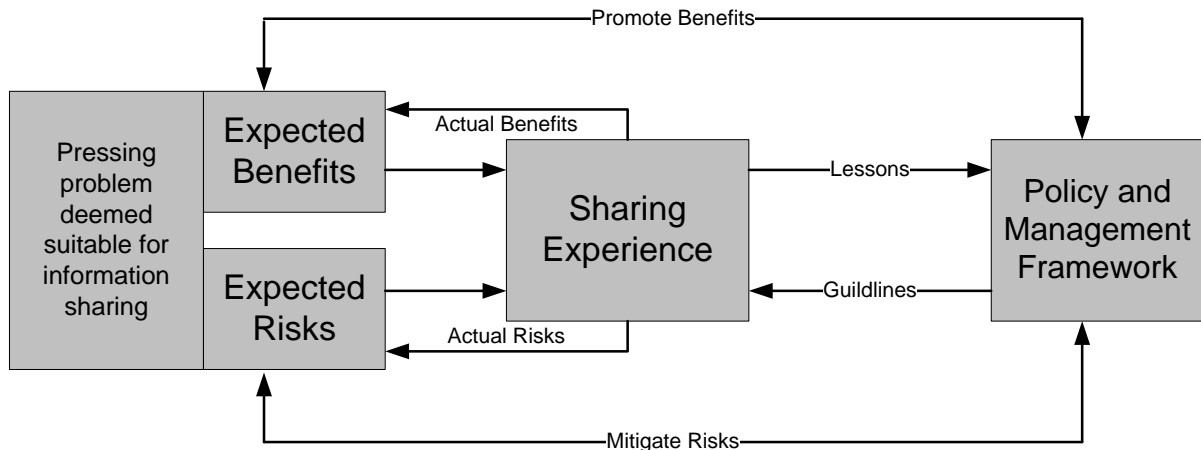 Promote Benefits
Pressing
problem
deemed
suitable for
information
sharing
Expected
Benefits
Expected
Risks
Actual Benefits
Actual Risks
Sharing
Experience
Lessons
Guildlines
Policy and
Management
Framework
Mitigate Risks